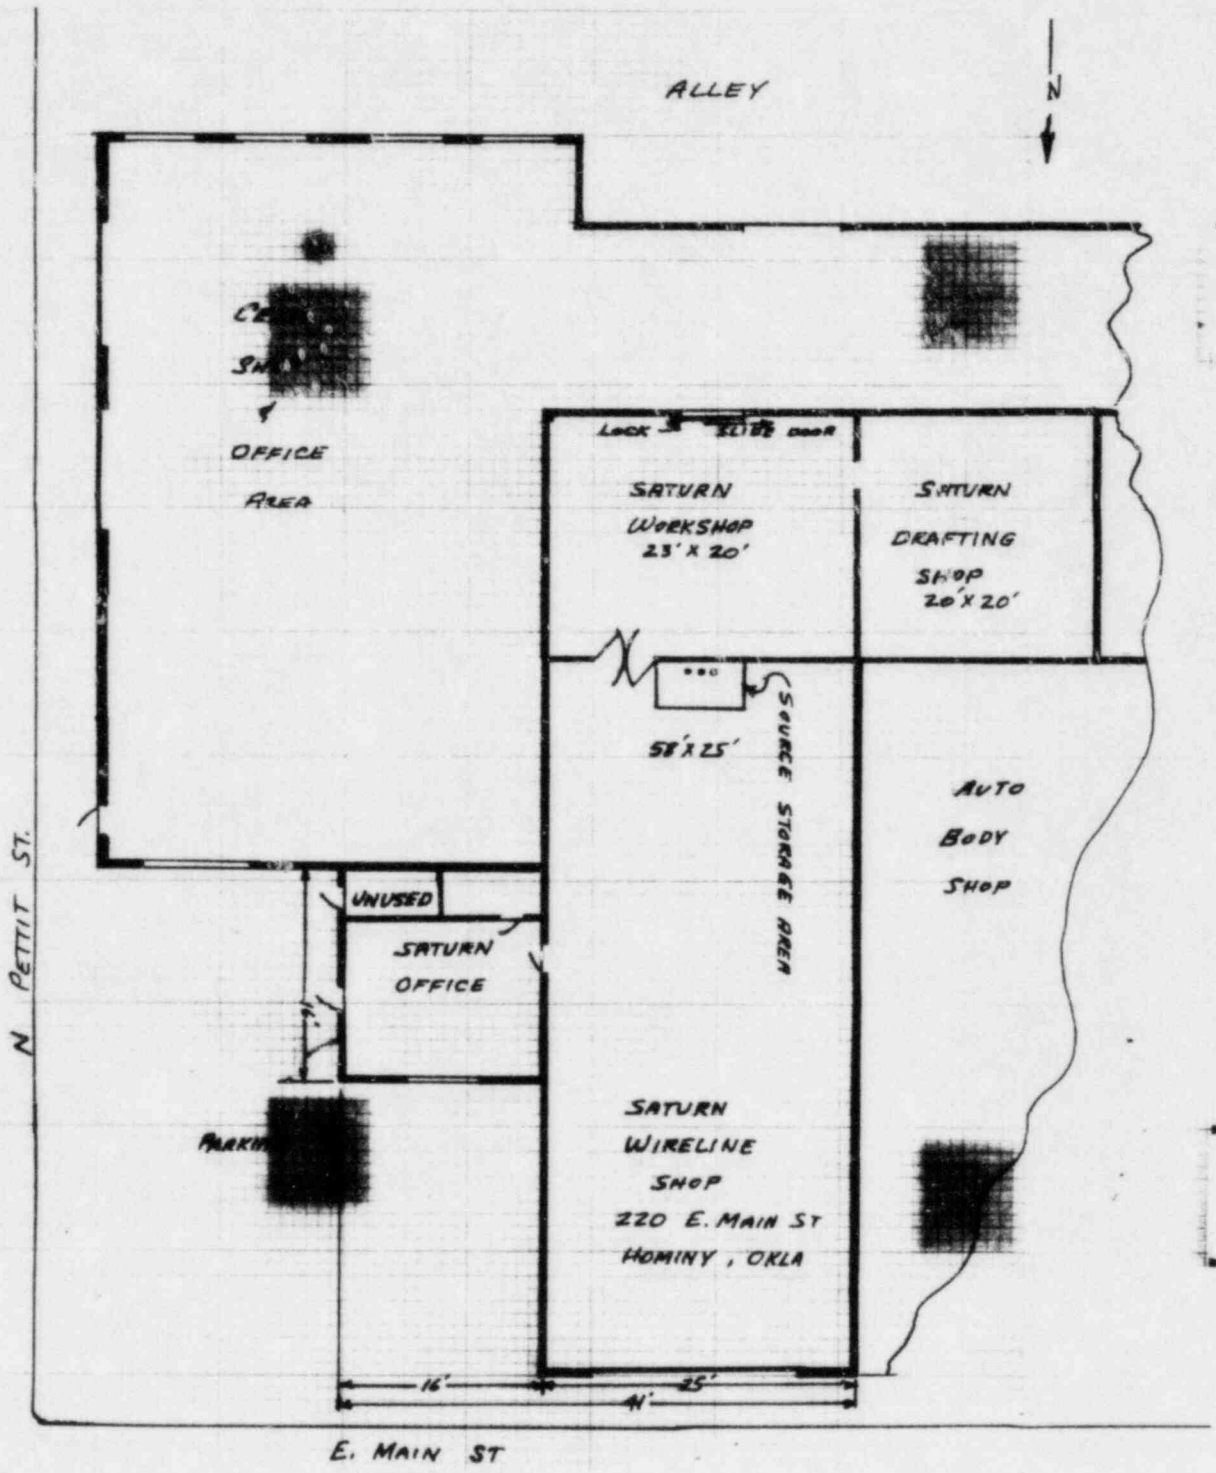 ALLEY
N
OFFICE
AREA
LOCK
SLIDE DOOR
SATURN
WORKSHOP
23' X 20'
SATURN
DRAFTING
SHOP
20' X 20'
58' X 25'
SOURCE STORAGE AREA
AUTO
BODY
SHOP
UNUSED
SATURN
OFFICE
16'
N PETTIT ST.
SATURN
WIRELINE
SHOP
220 E. MAIN ST
HOMINY, OKLA
16'
25'
41'
E. MAIN ST